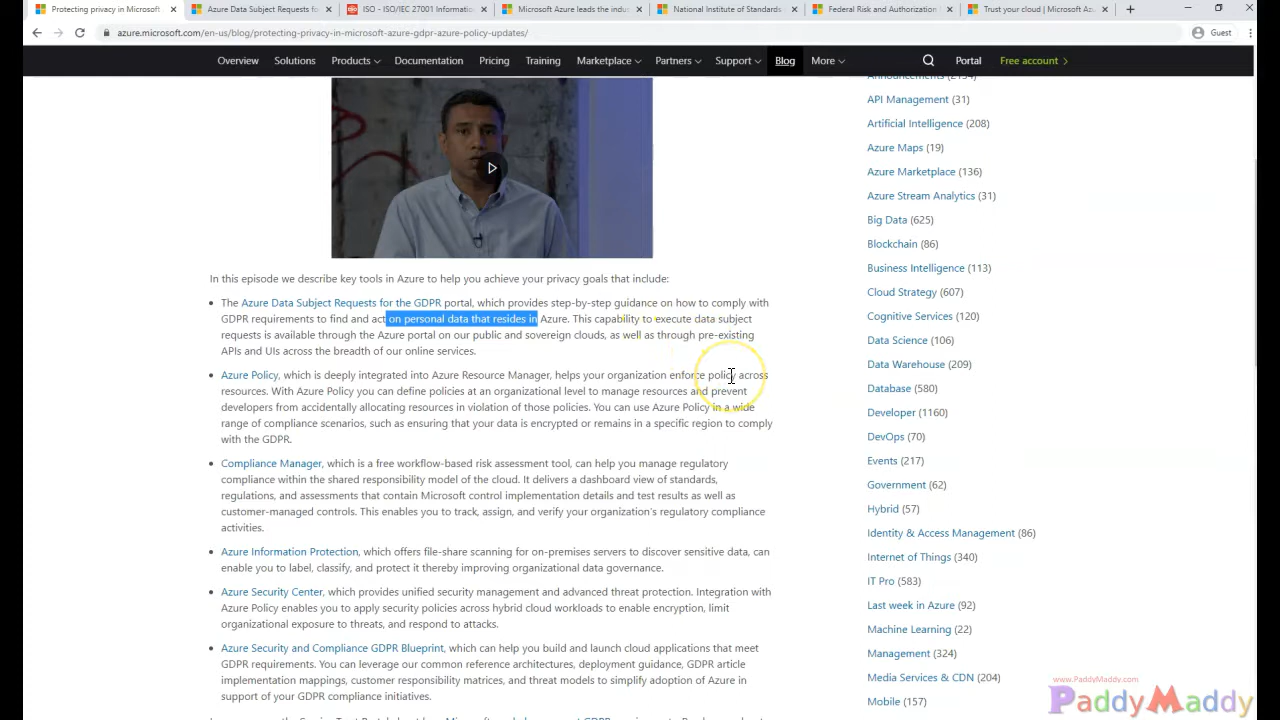 Protecting privacy in Microsoft
Azure Data Subject Requests fo
ISO - ISO/IEC 27001 Informatio
Microsoft Azure leads the indus
National Institute of Standards
Federal Risk and Authorization
Trust your cloud | Microsoft Az
azure.microsoft.com/en-us/blog/protecting-privacy-in-microsoft-azure-gdpr-azure-policy-updates/
Guest
Overview Solutions Products Documentation Pricing Training Marketplace Partners Support Blog More Portal Free account
In this episode we describe key tools in Azure to help you achieve your privacy goals that include:
• The Azure Data Subject Requests for the GDPR portal, which provides step-by-step guidance on how to comply with
GDPR requirements to find and act on personal data that resides in Azure. This capability to execute data subject
requests is available through the Azure portal on our public and sovereign clouds, as well as through pre-existing
APIs and UIs across the breadth of our online services.
• Azure Policy, which is deeply integrated into Azure Resource Manager, helps your organization enforce policy across
resources. With Azure Policy you can define policies at an organizational level to manage resources and prevent
developers from accidentally allocating resources in violation of those policies. You can use Azure Policy in a wide
range of compliance scenarios, such as ensuring that your data is encrypted or remains in a specific region to comply
with the GDPR.
• Compliance Manager, which is a free workflow-based risk assessment tool, can help you manage regulatory
compliance within the shared responsibility model of the cloud. It delivers a dashboard view of standards,
regulations, and assessments that contain Microsoft control implementation details and test results as well as
customer-managed controls. This enables you to track, assign, and verify your organization's regulatory compliance
activities.
• Azure Information Protection, which offers file-share scanning for on-premises servers to discover sensitive data, can
enable you to label, classify, and protect it thereby improving organizational data governance.
• Azure Security Center, which provides unified security management and advanced threat protection. Integration with
Azure Policy enables you to apply security policies across hybrid cloud workloads to enable encryption, limit
organizational exposure to threats, and respond to attacks.
• Azure Security and Compliance GDPR Blueprint, which can help you build and launch cloud applications that meet
GDPR requirements. You can leverage our common reference architectures, deployment guidance, GDPR article
implementation mappings, customer responsibility matrices, and threat models to simplify adoption of Azure in
support of your GDPR compliance initiatives.
API Management (31)
Artificial Intelligence (208)
Azure Maps (19)
Azure Marketplace (136)
Azure Stream Analytics (31)
Big Data (625)
Blockchain (86)
Business Intelligence (113)
Cloud Strategy (607)
Cognitive Services (120)
Data Science (106)
Data Warehouse (209)
Database (580)
Developer (1160)
DevOps (70)
Events (217)
Government (62)
Hybrid (57)
Identity & Access Management (86)
Internet of Things (340)
IT Pro (583)
Last week in Azure (92)
Machine Learning (22)
Management (324)
Media Services & CDN (204)
Mobile (157)
www.PaddyMaddy.com
PaddyMaddy